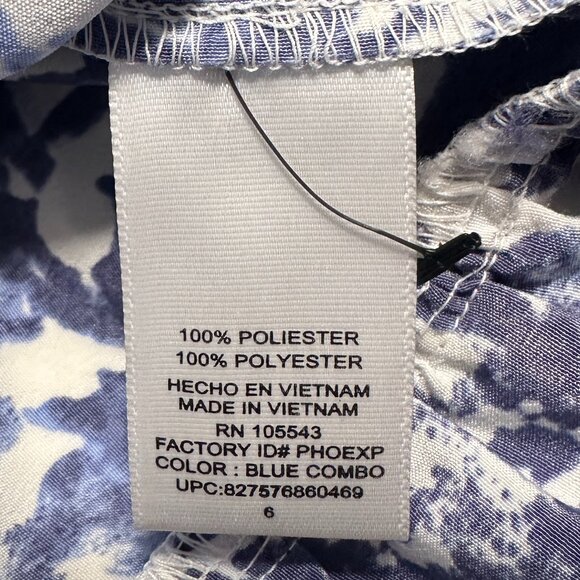 100% POLIESTER
100% POLYESTER
HECHO EN VIETNAM
MADE IN VIETNAM
RN 105543
FACTORY ID# PHOEXP
COLOR : BLUE COMBO
UPC:827576860469
6